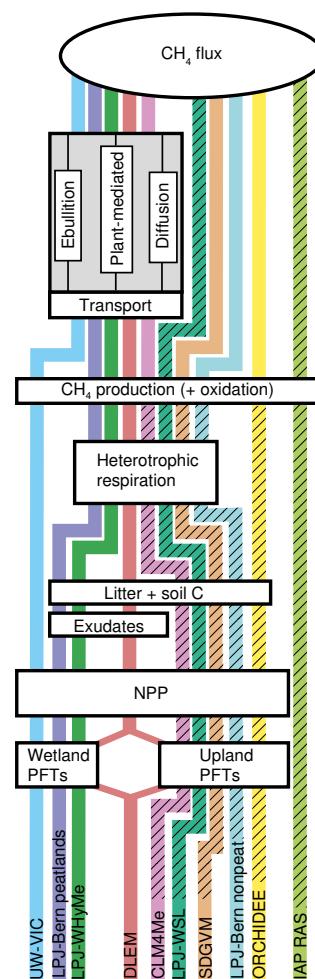 CH₄ flux
Ebullition
Plant-mediated
Diffusion
Transport
CH₄ production (+ oxidation)
Heterotrophic
respiration
Litter + soil C
Exudates
NPP
Wetland
PFTs
Upland
PFTs
UW-VIC
LPJ-Bern peatlands
LPJ-WHyMe
DLEM
CLM4Me
LPJ-WSL
SDGVM
LPJ-Bern nonpeat.
ORCHIDEE
IAP RAS